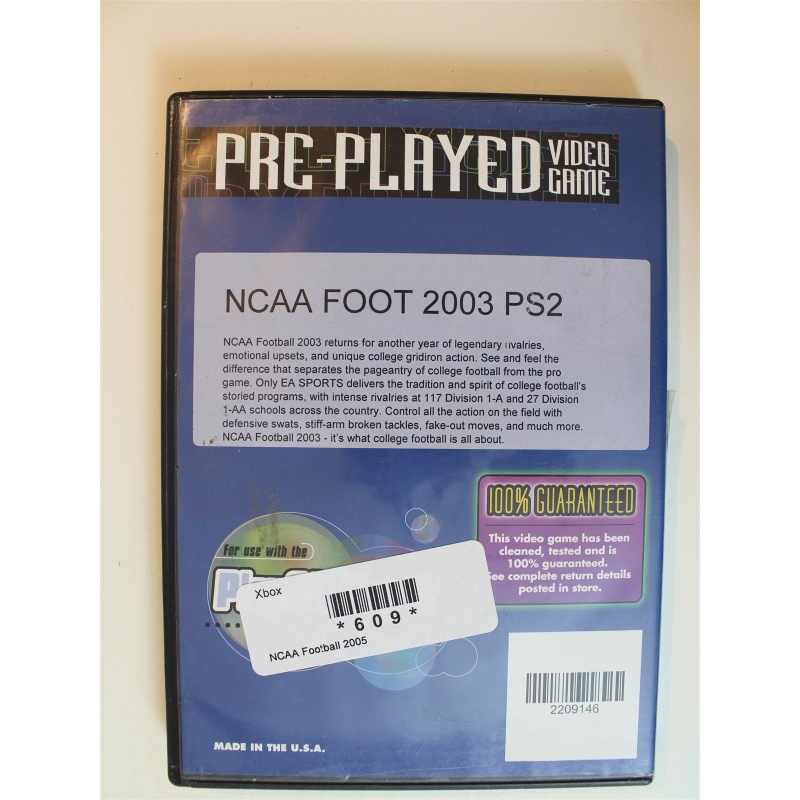 PRE-PLAYED VIDEO GAME
NCAA FOOT 2003 PS2
NCAA Football 2003 returns for another year of legendary rivalries,
emotional upsets, and unique college gridiron action. See and feel the
difference that separates the pageantry of college football from the pro
game. Only EA SPORTS delivers the tradition and spirit of college football's
storied programs, with intense rivalries at 117 Division 1-A and 27 Division
1-AA schools across the country. Control all the action on the field with
defensive swats, stiff-arm broken tackles, fake-out moves, and much more.
NCAA Football 2003 - it's what college football is all about.
100% GUARANTEED
This video game has been
cleaned, tested and is
100% guaranteed.
See complete return details
posted in store.
For use with the
Xbox
*609*
NCAA Football 2005
2209146
MADE IN THE U.S.A.